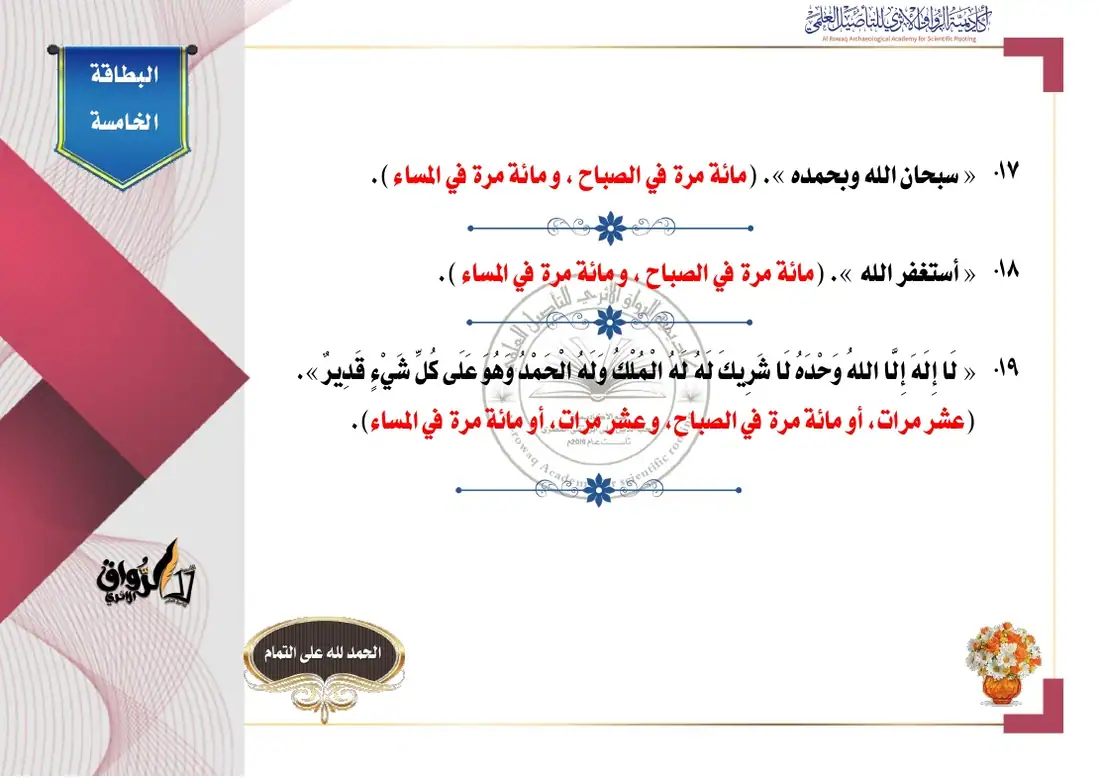 أكاديمية الرواق الأثري للتأصيل العلمي
Al Rowaq Archaeological Academy for Scientific Rooting
البطاقة
الخامسة
١٧. « سبحان الله وبحمده ». (مائة مرة في الصباح ، ومائة مرة في المساء ).
١٨. « أستغفر الله ». ( مائة مرة في الصباح ، ومائة مرة في المساء ).
١٩. « لَا إِلَهَ إِلَّا اللهُ وَحْدَهُ لَا شَرِيكَ لَهُ لَهُ الْمُلْكُ وَلَهُ الْحَمْدُ وَهُوَ عَلَى كُلِّ شَيْءٍ قَدِيرٌ».
(عشر مرات، أو مائة مرة في الصباح، وعشر مرات، أو مائة مرة في المساء).
الرُّواق
الأثري
الحمد لله على التمام